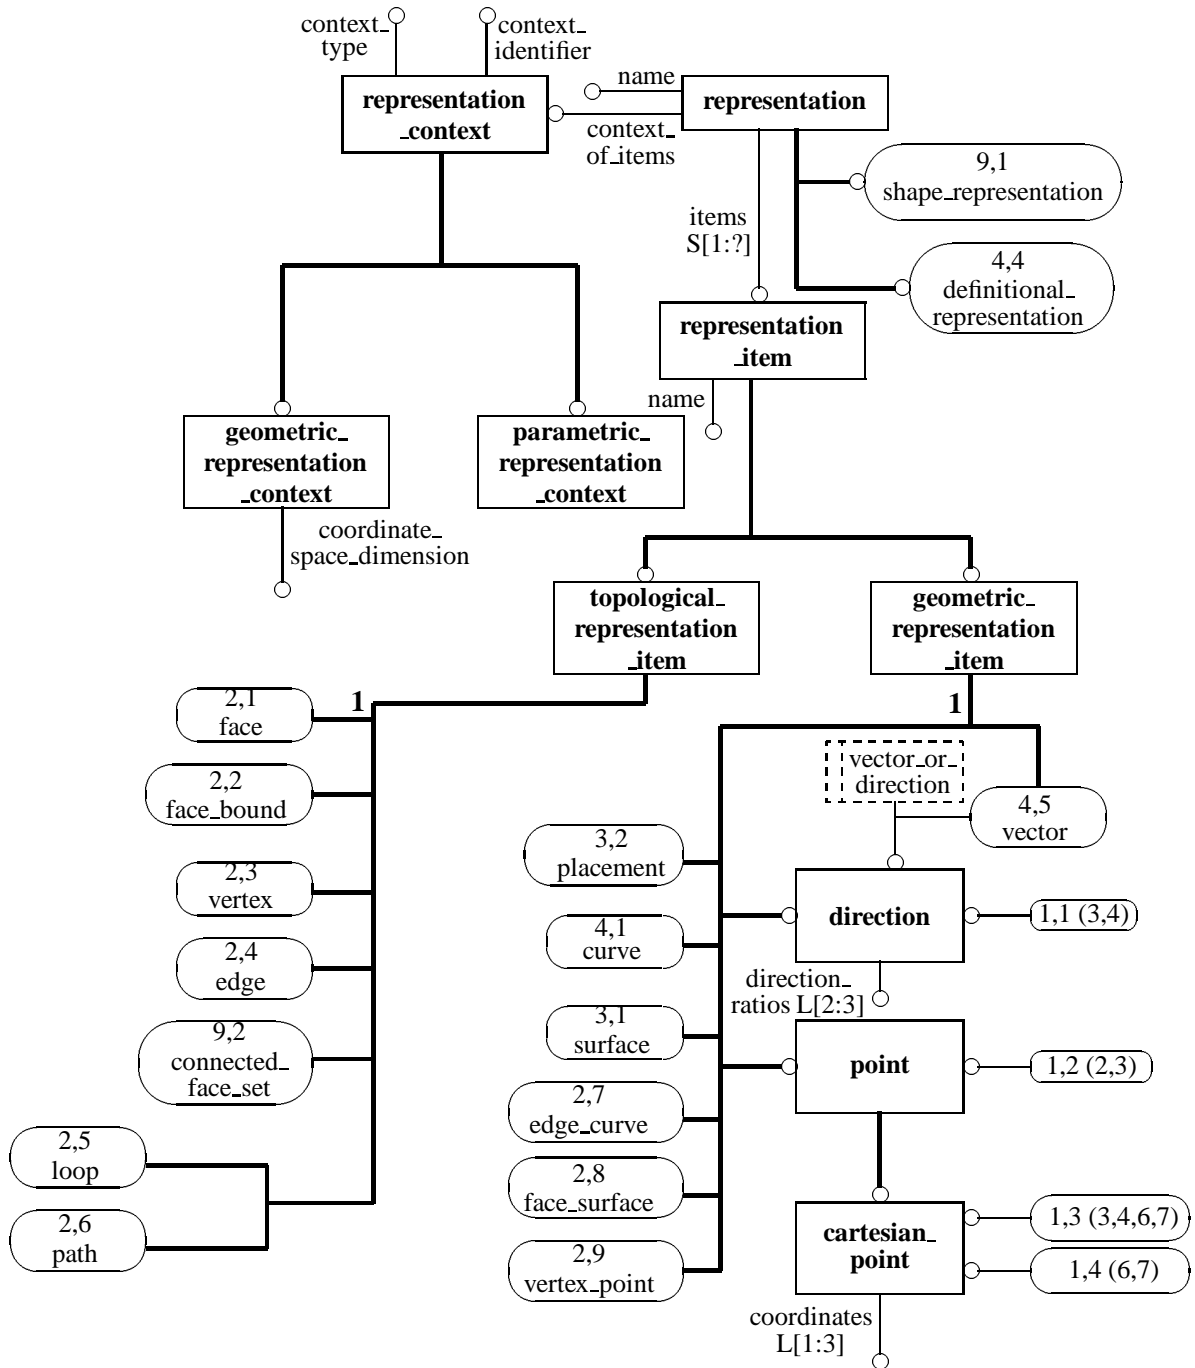 context_
type
context_
identifier
representation
_context
name
context_
of_items
representation
9,1
shape_representation
items
S[1:?]
4,4
definitional_
representation
representation
_item
name
geometric_
representation
_context
parametric_
representation
_context
coordinate_
space_dimension
topological_
representation
_item
geometric_
representation
_item
1
1
2,1
face
2,2
face_bound
2,3
vertex
2,4
edge
9,2
connected_
face_set
2,5
loop
2,6
path
vector_or_
direction
4,5
vector
3,2
placement
4,1
curve
3,1
surface
2,7
edge_curve
2,8
face_surface
2,9
vertex_point
direction
1,1 (3,4)
direction_
ratios L[2:3]
point
1,2 (2,3)
cartesian_
point
1,3 (3,4,6,7)
1,4 (6,7)
coordinates
L[1:3]